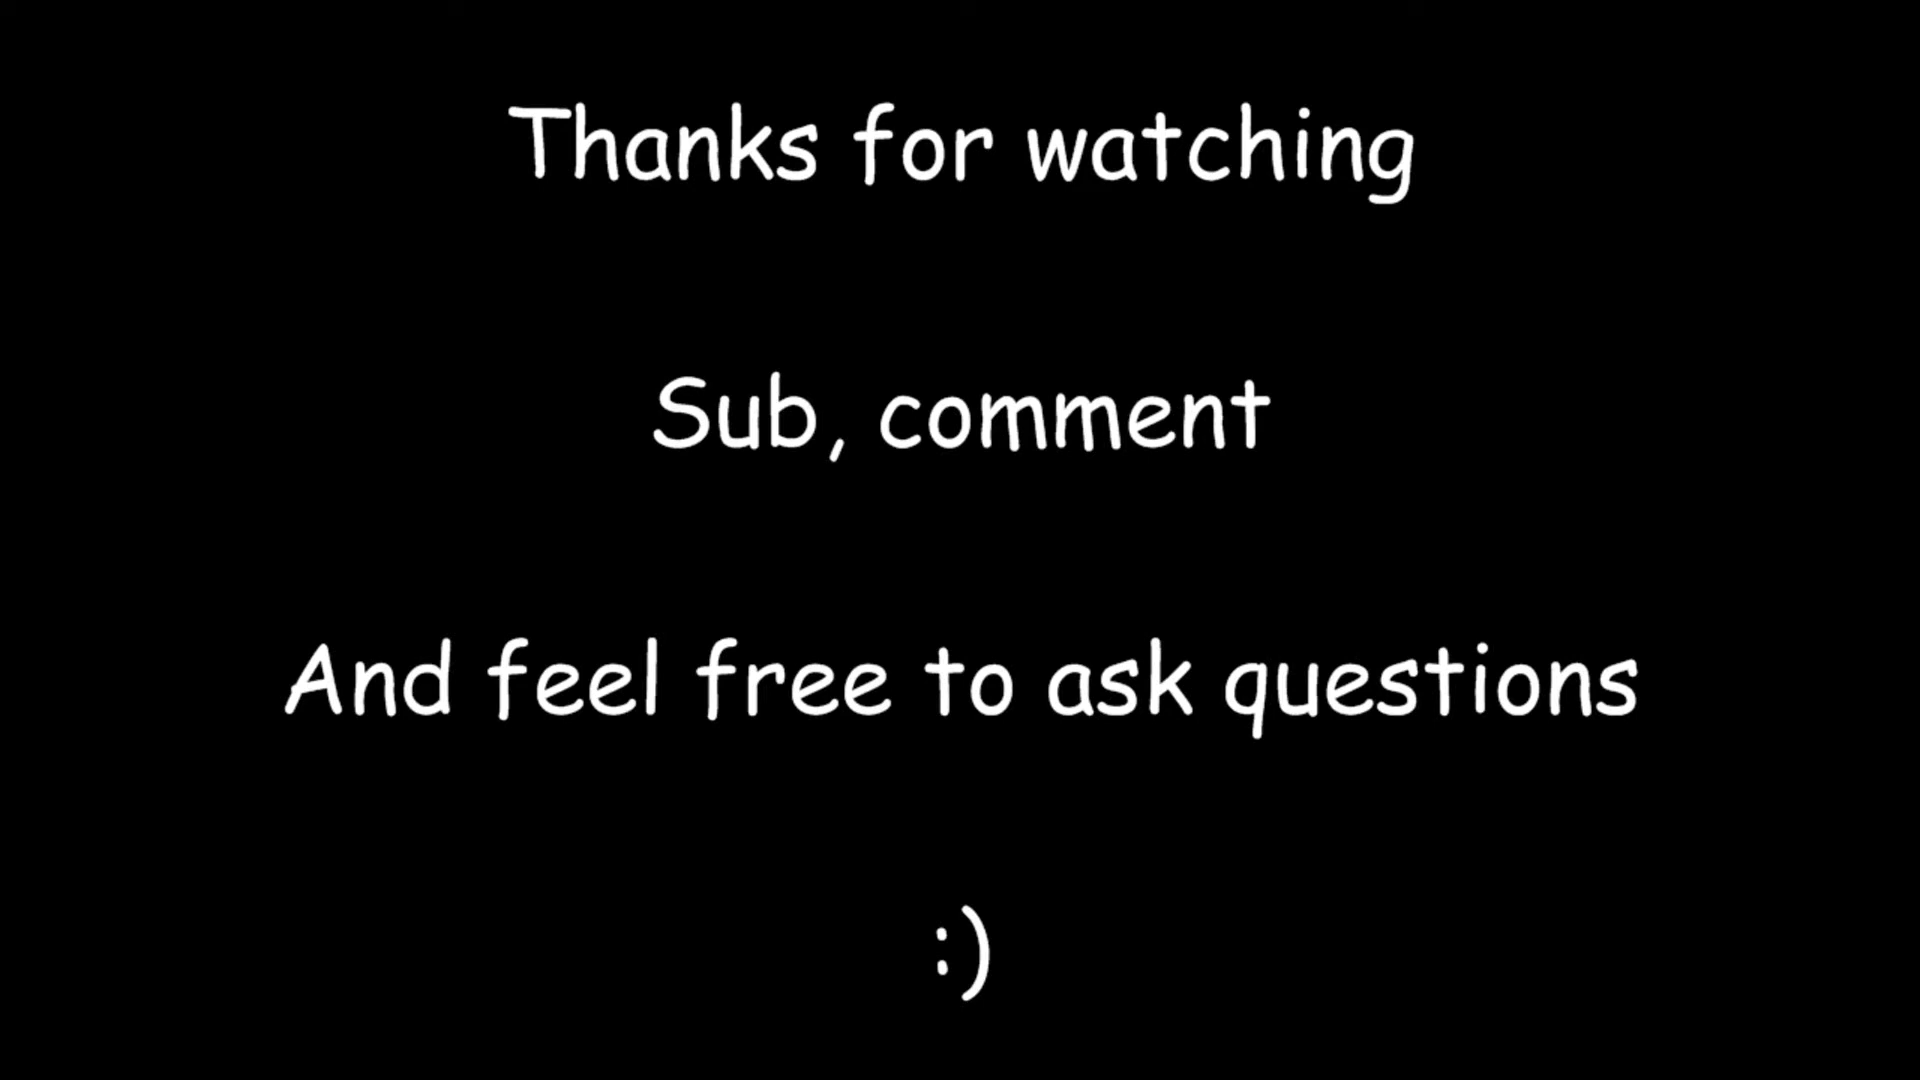 Thanks for watching
Sub, comment
And feel free to ask questions
:)